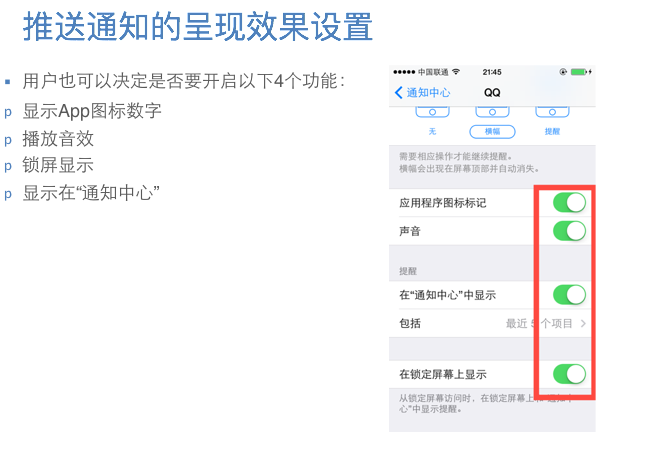 推送通知的呈现效果设置
▪ 用户也可以决定是否要开启以下4个功能：
p 显示App图标数字
p 播放音效
p 锁屏显示
p 显示在“通知中心”
中国联通 21:45
通知中心 QQ
无 横幅 提醒
需要相应操作才能继续提醒。
横幅会出现在屏幕顶部并自动消失。
应用程序图标标记
声音
提醒
在“通知中心”中显示
包括 最近 5 个项目
在锁定屏幕上显示
从锁定屏幕访问时，在锁定屏幕上和“通知中
心”中显示提醒。